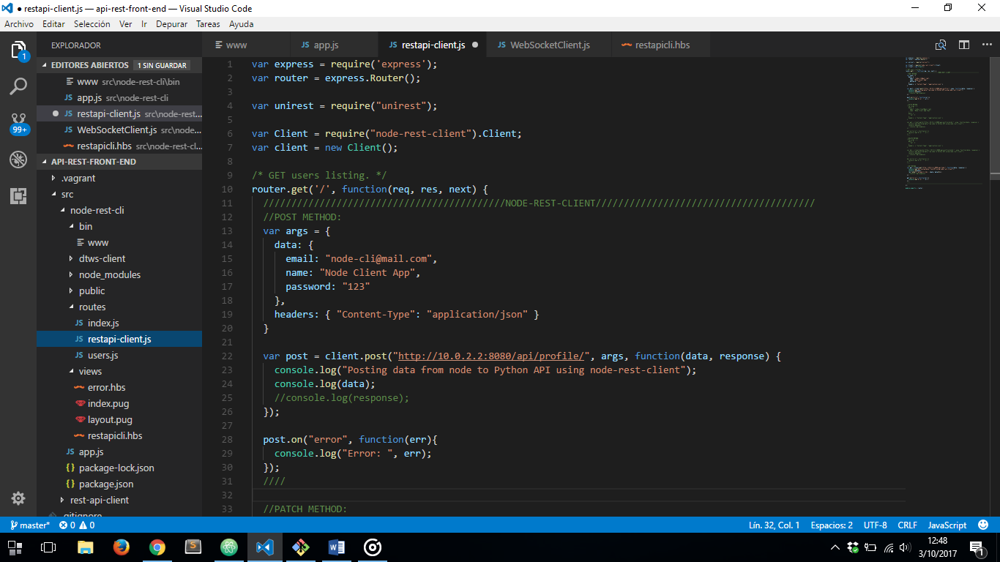 ● restapi-client.js — api-rest-front-end — Visual Studio Code
Archivo Editar Selección Ver Ir Depurar Tareas Ayuda
EXPLORADOR
1
99+
EDITORES ABIERTOS 1 SIN GUARDAR
www src\node-rest-cli\bin
JS app.js src\node-rest-cli
JS restapi-client.js src\node-rest...
JS WebSocketClient.js src\node...
restapicli.hbs src\node-rest-cl...
API-REST-FRONT-END
.vagrant
src
node-rest-cli
bin
www
dtws-client
node_modules
public
routes
JS index.js
JS restapi-client.js
JS users.js
views
error.hbs
index.pug
layout.pug
restapicli.hbs
JS app.js
{} package-lock.json
{} package.json
rest-api-client
.gitignore
www JS app.js JS restapi-client.js JS WebSocketClient.js restapicli.hbs
1 var express = require('express');
2 var router = express.Router();
3
4 var unirest = require("unirest");
5
6 var Client = require("node-rest-client").Client;
7 var client = new Client();
8
9 /* GET users listing. */
10 router.get('/', function(req, res, next) {
11 ///////////////////////////////////////////NODE-REST-CLIENT///////////////////////////////////////
12 //POST METHOD:
13 var args = {
14 data: {
15 email: "node-cli@mail.com",
16 name: "Node Client App",
17 password: "123"
18 },
19 headers: { "Content-Type": "application/json" }
20 }
21
22 var post = client.post("http://10.0.2.2:8080/api/profile/", args, function(data, response) {
23 console.log("Posting data from node to Python API using node-rest-client");
24 console.log(data);
25 //console.log(response);
26 });
27
28 post.on("error", function(err){
29 console.log("Error: ", err);
30 });
31 ////
32
33 //PATCH METHOD:
master* 0 0 Lín. 32, Col. 1 Espacios: 2 UTF-8 CRLF JavaScript
12:48
3/10/2017
1